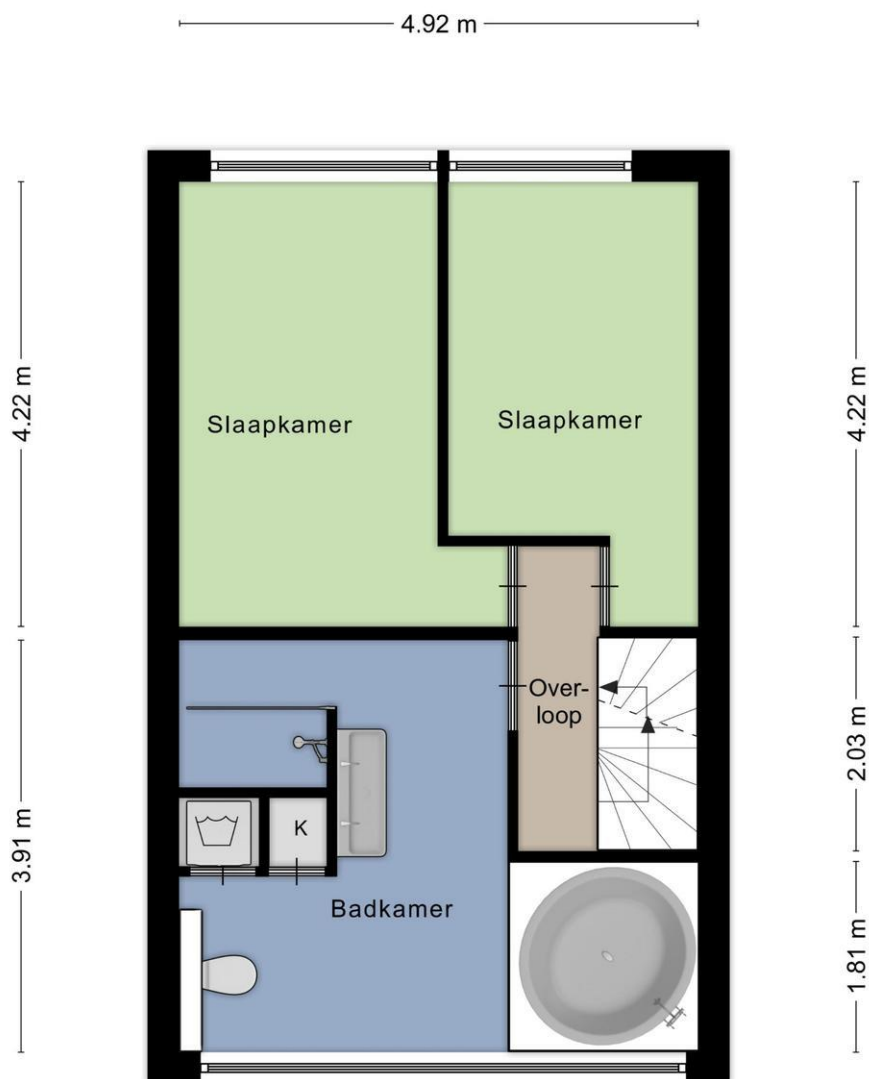 4.92 m
4.22 m
4.22 m
Slaapkamer
Slaapkamer
Over-
loop
2.03 m
3.91 m
K
Badkamer
1.81 m